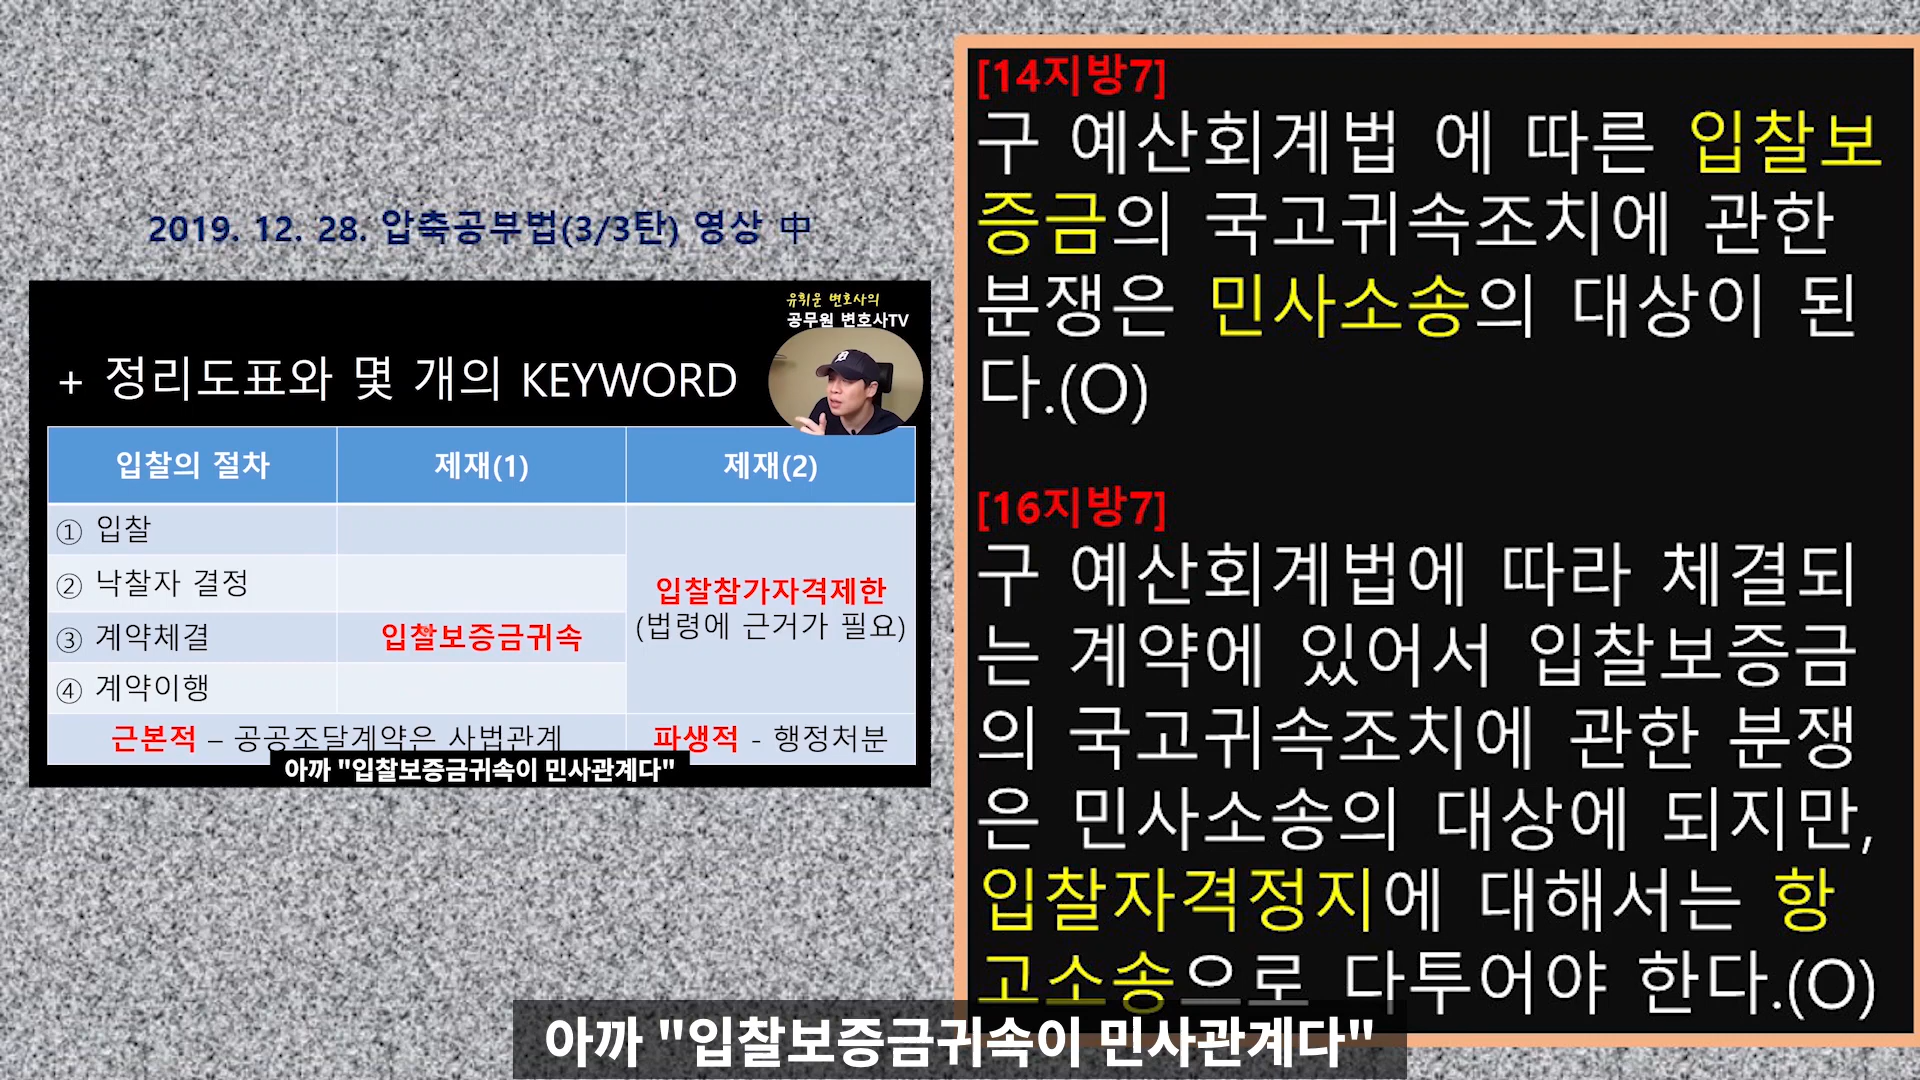 2019. 12. 28. 압축공부법(3/3탄) 영상 中
유휘운 변호사의
공무원 변호사TV
+ 정리도표와 몇 개의 KEYWORD
입찰의 절차 제재(1) 제재(2)
① 입찰
② 낙찰자 결정
③ 계약체결 입찰보증금귀속
④ 계약이행
입찰참가자격제한
(법령에 근거가 필요)
근본적 – 공공조달계약은 사법관계 파생적 - 행정처분
아까 "입찰보증금귀속이 민사관계다"
[14지방7]
구 예산회계법 에 따른 입찰보
증금의 국고귀속조치에 관한
분쟁은 민사소송의 대상이 된
다.(O)
[16지방7]
구 예산회계법에 따라 체결되
는 계약에 있어서 입찰보증금
의 국고귀속조치에 관한 분쟁
은 민사소송의 대상에 되지만,
입찰자격정지에 대해서는 항
고소송으로 다투어야 한다.(O)
아까 "입찰보증금귀속이 민사관계다"